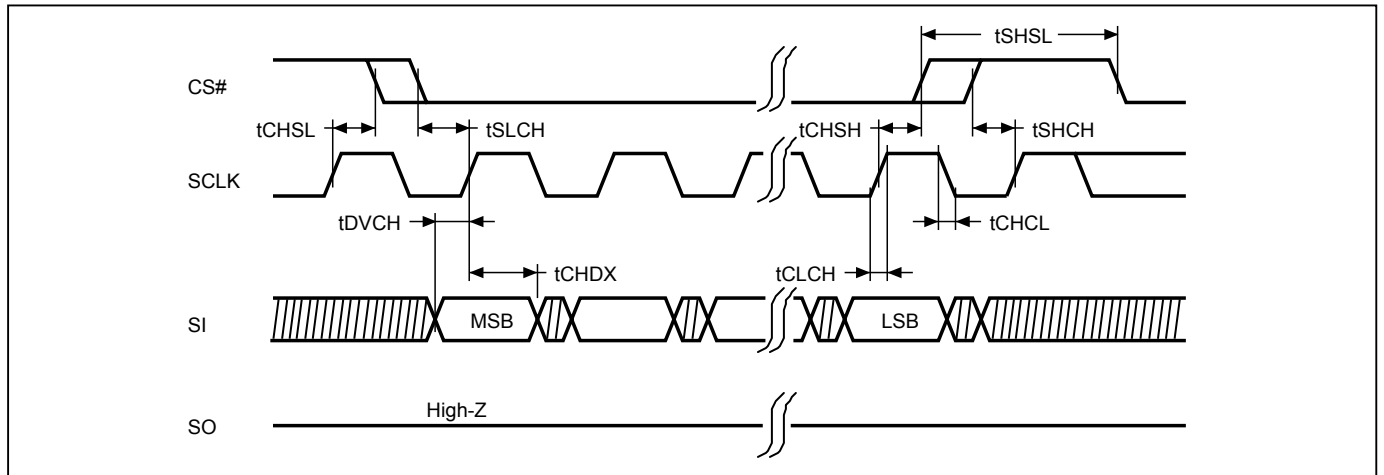 tSHSL
CS#
tCHSL
tSLCH
tCHSH
tSHCH
SCLK
tDVCH
tCHCL
tCHDX
tCLCH
SI
MSB
LSB
High-Z
SO